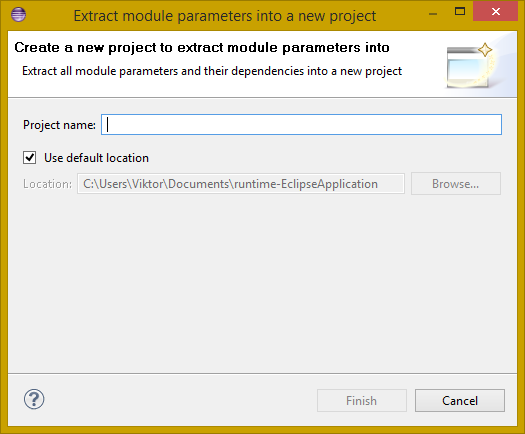 Extract module parameters into a new project
Create a new project to extract module parameters into
Extract all module parameters and their dependencies into a new project
Project name:
Use default location
Location: C:\Users\Viktor\Documents\runtime-EclipseApplication Browse...
? Finish Cancel